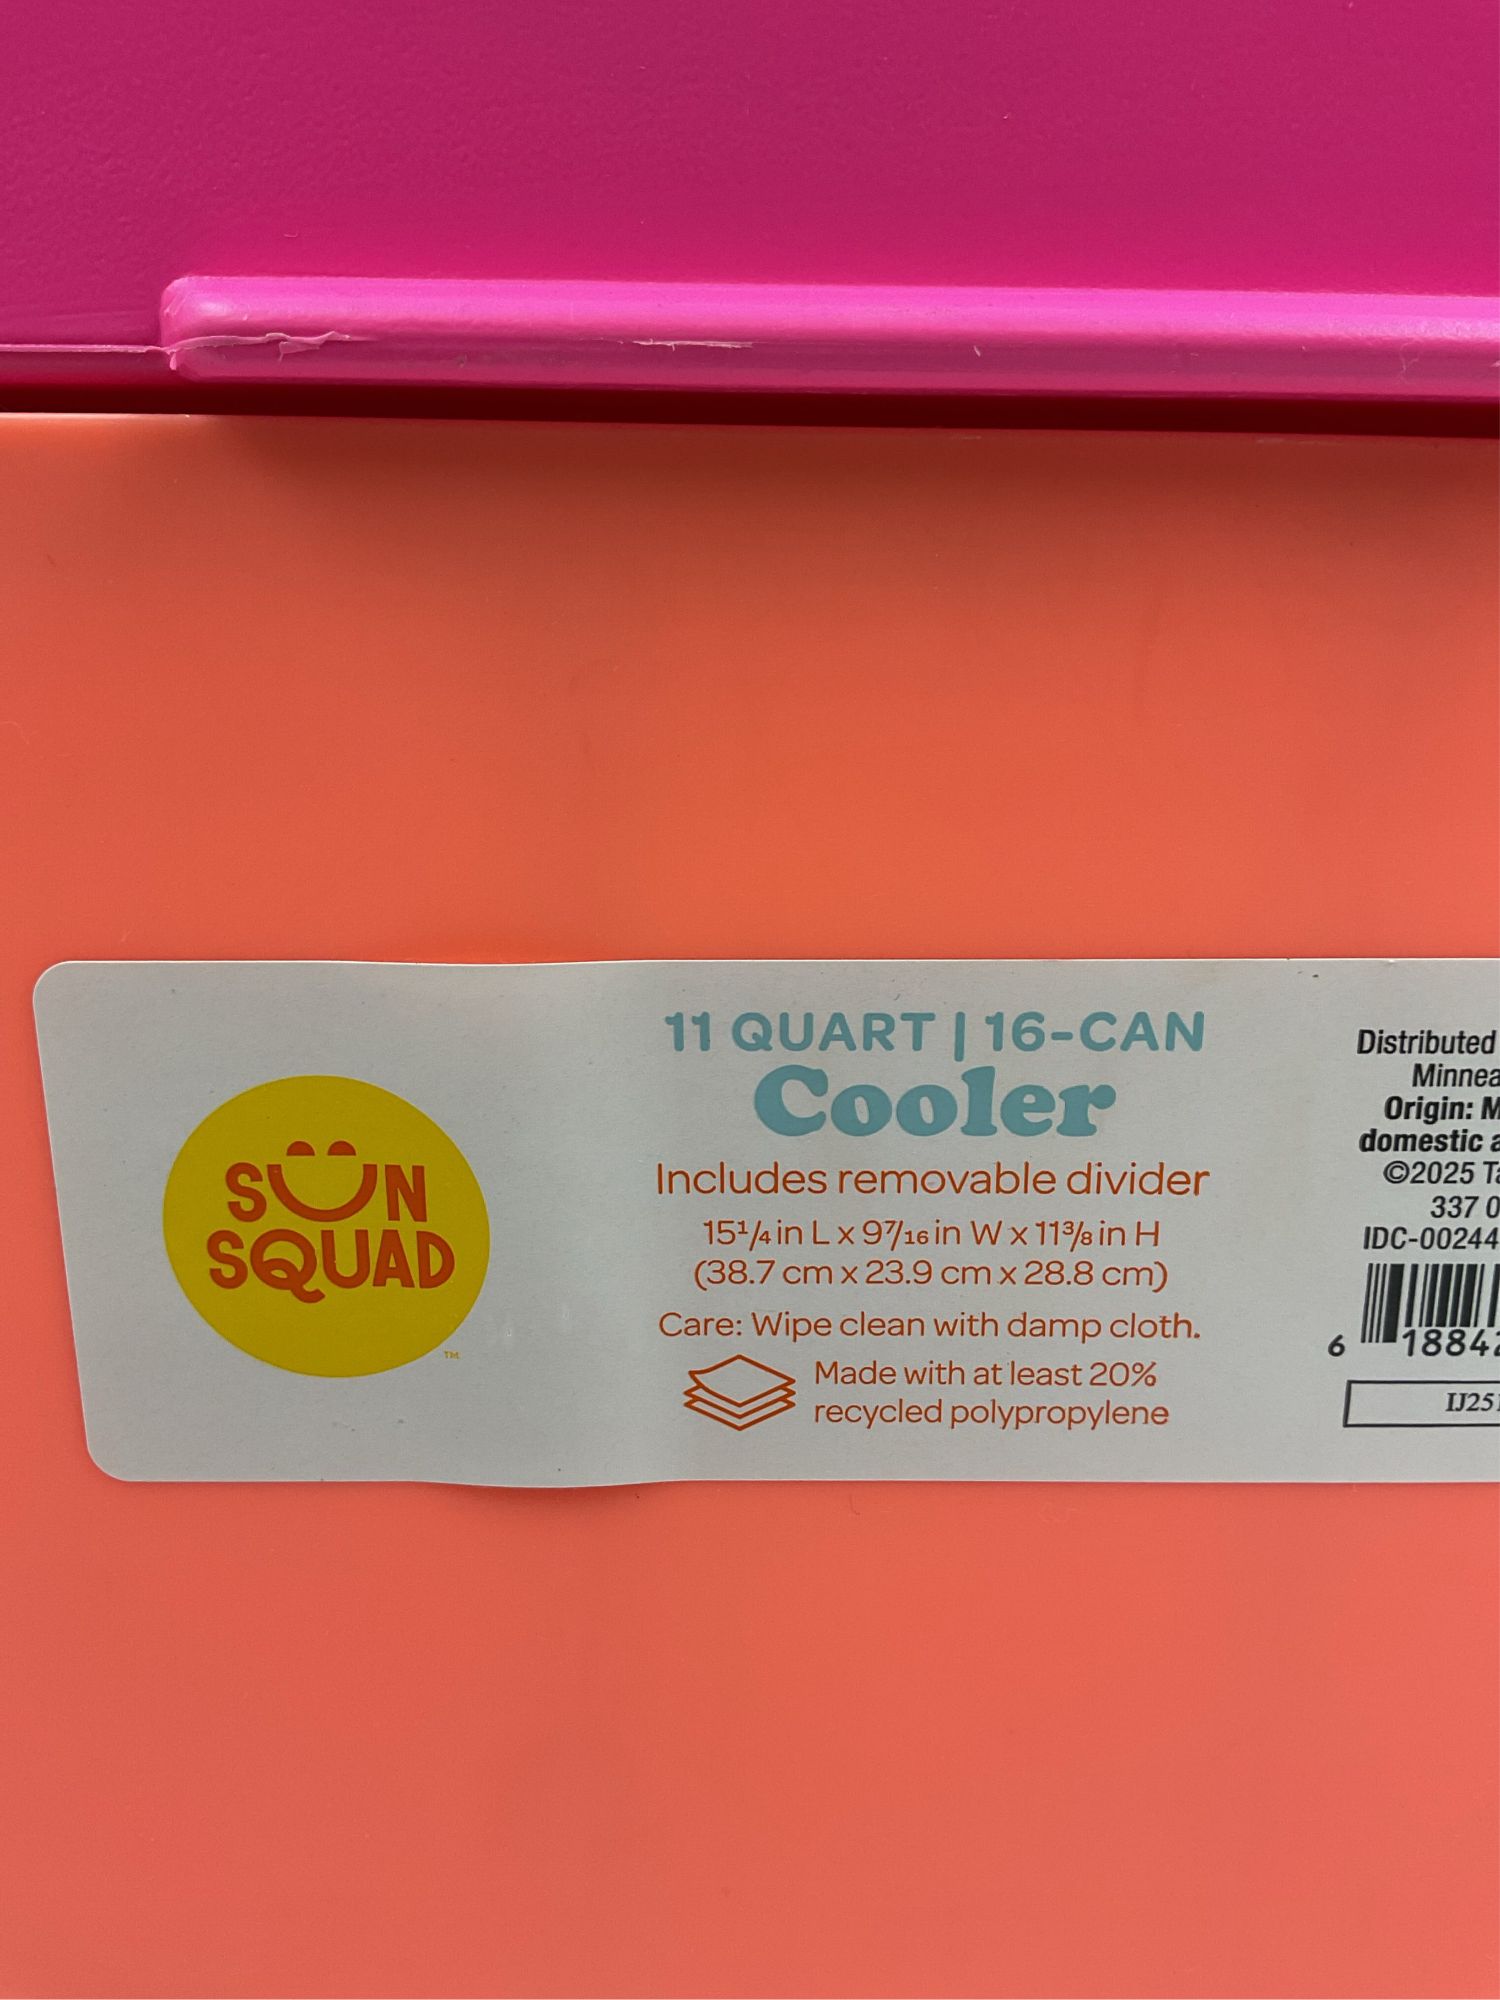 SUN
SQUAD
TM
11 QUART | 16-CAN
Cooler
Includes removable divider
15¹/₄ in L x 9⁷/₁₆ in W x 11³/₈ in H
(38.7 cm x 23.9 cm x 28.8 cm)
Care: Wipe clean with damp cloth.
Made with at least 20%
recycled polypropylene
Distributed
Minnea
Origin: M
domestic a
©2025 Ta
337 0
IDC-00244
6 18842
IJ251